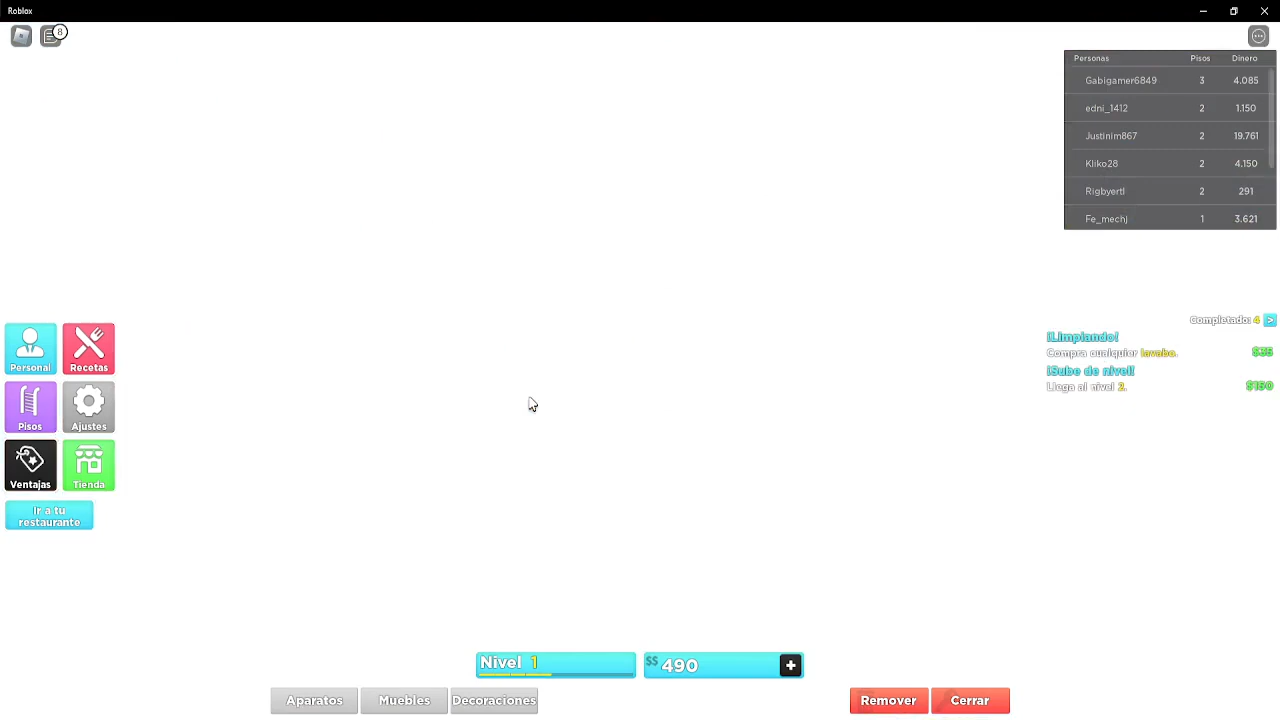 Roblox
8
Personas Pisos Dinero
Gabigamer6849 3 4.085
edni_1412 2 1.150
Justinim867 2 19.761
Kliko28 2 4.150
Rigbyertl 2 291
Fe_mechj 1 3.621
Completado: 4 >
¡Limpiando!
Compra cualquier lavabo. $35
¡Sube de nivel!
Llega al nivel 2. $150
Personal Recetas
Pisos Ajustes
Ventajas Tienda
Ir a tu
restaurante
Nivel 1 $$ 490 +
Aparatos Muebles Decoraciones Remover Cerrar